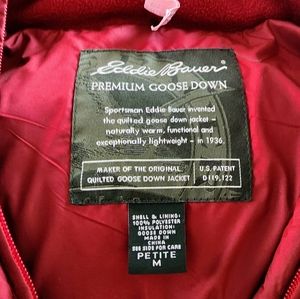 Eddie Bauer
PREMIUM GOOSE DOWN
Sportsman Eddie Bauer invented
the quilted goose down jacket –
naturally warm, functional and
exceptionally lightweight – in 1936.
MAKER OF THE ORIGINAL
QUILTED GOOSE DOWN JACKET
U.S. PATENT
D119,122
SHELL & LINING:
100% POLYESTER
INSULATION:
GOOSE DOWN
MADE IN
CHINA
SEE SIDE FOR CARE
PETITE
M